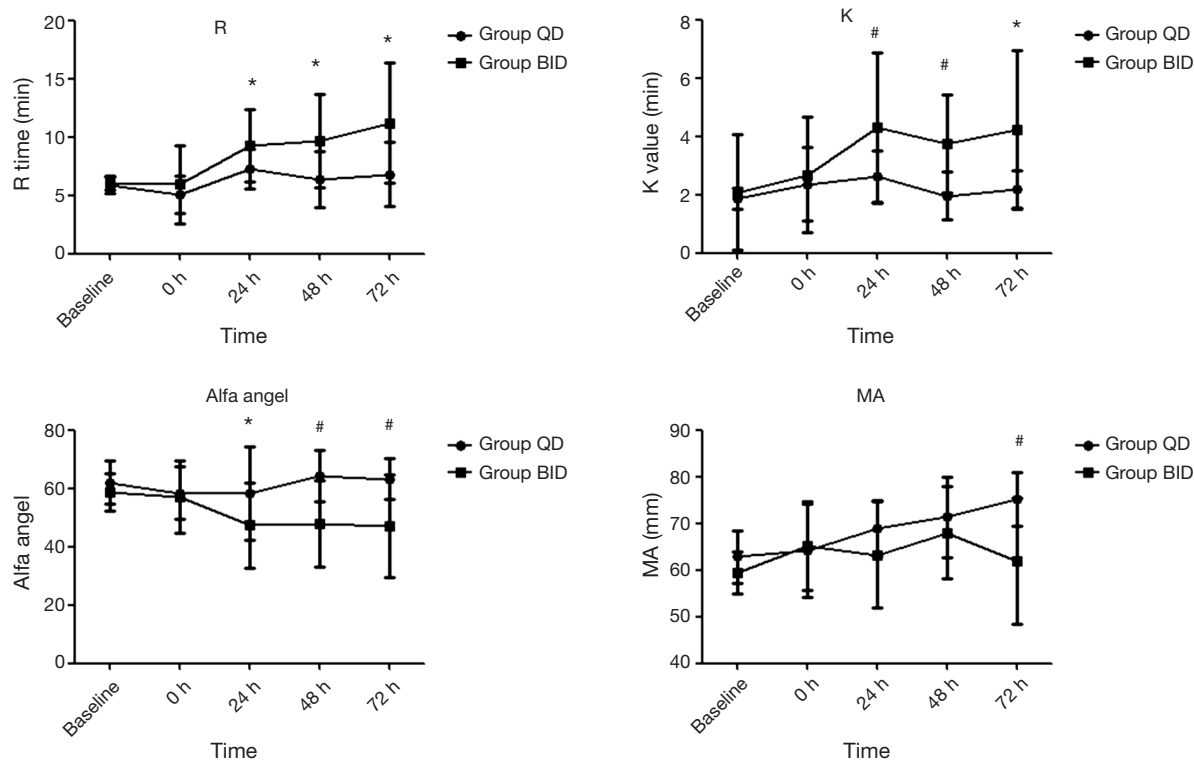 R
20
15
10
5
0
R time (min)
*
*
*
Group QD
Group BID
Baseline
0 h
24 h
48 h
72 h
Time
K
8
6
4
2
0
K value (min)
#
#
*
Group QD
Group BID
Baseline
0 h
24 h
48 h
72 h
Time
Alfa angel
80
60
40
20
0
Alfa angel
*
#
#
Group QD
Group BID
Baseline
0 h
24 h
48 h
72 h
Time
MA
90
80
70
60
50
40
MA (mm)
#
Group QD
Group BID
Baseline
0 h
24 h
48 h
72 h
Time